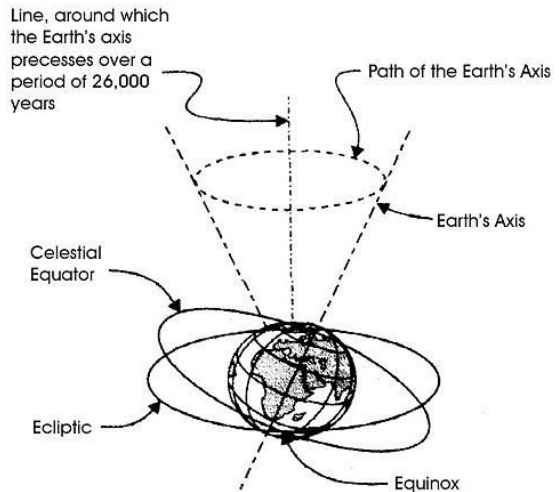 Line, around which
the Earth's axis
precesses over a
period of 26,000
years
Path of the Earth's Axis
Earth's Axis
Celestial
Equator
Ecliptic
Equinox